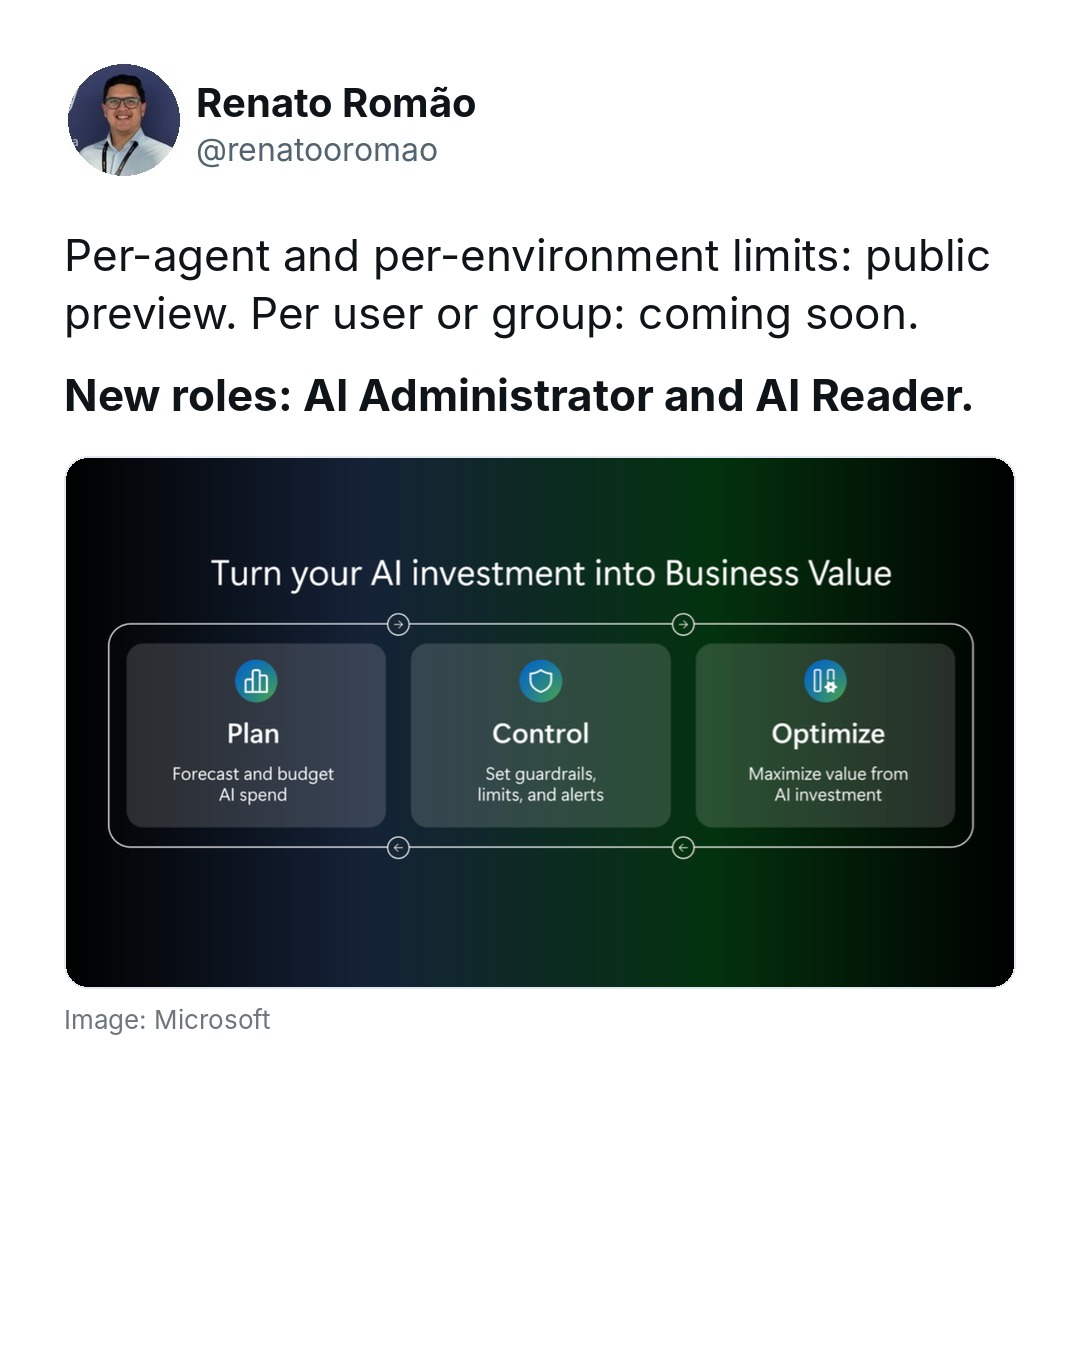 Renato Romão
@renatooromao
Per-agent and per-environment limits: public
preview. Per user or group: coming soon.
New roles: AI Administrator and AI Reader.
Turn your AI investment into Business Value
Plan
Forecast and budget
AI spend
Control
Set guardrails,
limits, and alerts
Optimize
Maximize value from
AI investment
Image: Microsoft